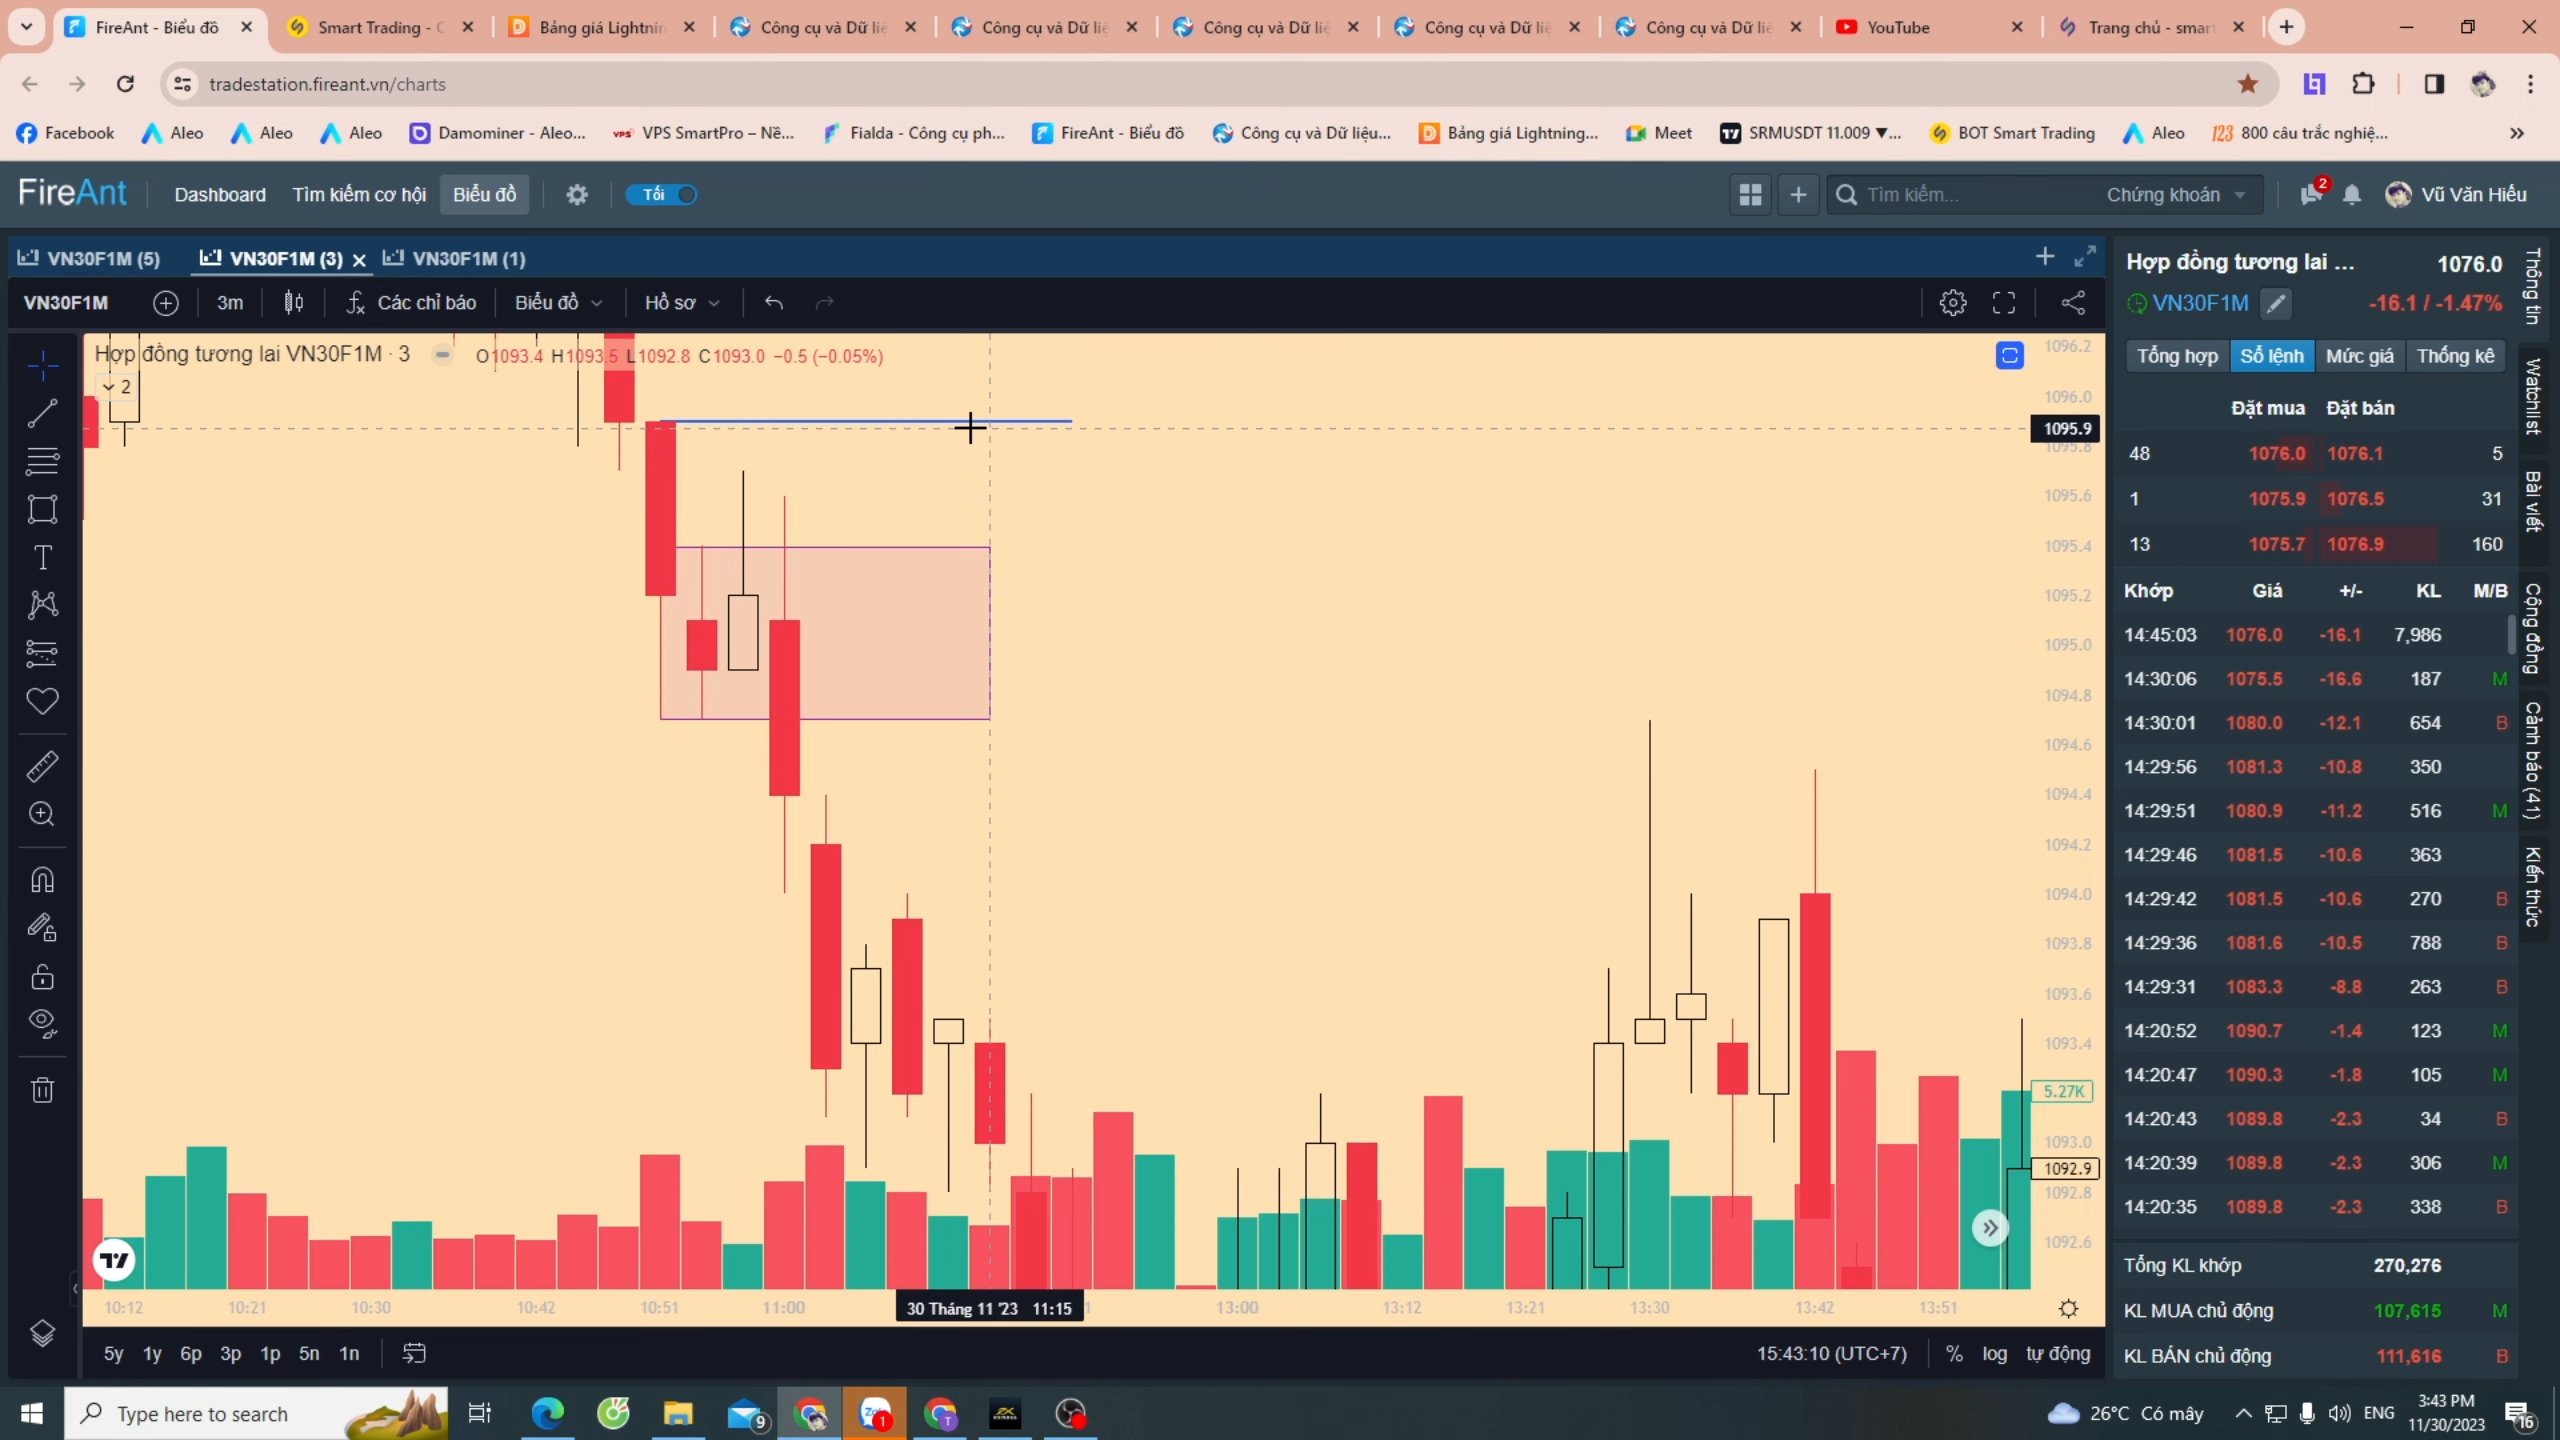 FireAnt - Biểu đồ
Smart Trading - C
Bảng giá Lightnin
Công cụ và Dữ liệ
Công cụ và Dữ liệ
Công cụ và Dữ liệ
Công cụ và Dữ liệ
Công cụ và Dữ liệ
YouTube
Trang chủ - smar
tradestation.fireant.vn/charts
Facebook Aleo Aleo Aleo Damominer - Aleo... VPS VPS SmartPro – Nề... Fialda - Công cụ ph... FireAnt - Biểu đồ Công cụ và Dữ liệu... Bảng giá Lightning... Meet SRMUSDT 11.009 ▼... BOT Smart Trading Aleo 123 800 câu trắc nghiệ... »
FireAnt Dashboard Tìm kiếm cơ hội Biểu đồ Tối Tìm kiếm... Chứng khoán 2 Vũ Văn Hiếu
VN30F1M (5) VN30F1M (3) VN30F1M (1)
VN30F1M 3m Các chỉ báo Biểu đồ Hồ sơ
Hợp đồng tương lai VN30F1M · 3 O1093.4 H1093.5 L1092.8 C1093.0 −0.5 (−0.05%)
2
1096.2
1096.0
1095.9
1095.8
1095.6
1095.4
1095.2
1095.0
1094.8
1094.6
1094.4
1094.2
1094.0
1093.8
1093.6
1093.4
5.27K
1093.0
1092.9
1092.8
1092.6
10:12 10:21 10:30 10:42 10:51 11:00 30 Tháng 11 '23 11:15 13:00 13:12 13:21 13:30 13:42 13:51
5y 1y 6p 3p 1p 5n 1n 15:43:10 (UTC+7) % log tự động
Hợp đồng tương lai ... 1076.0
VN30F1M -16.1 / -1.47%
Tổng hợp Sổ lệnh Mức giá Thống kê
Đặt mua Đặt bán
48 1076.0 1076.1 5
1 1075.9 1076.5 31
13 1075.7 1076.9 160
Khớp Giá +/- KL M/B
14:45:03 1076.0 -16.1 7,986
14:30:06 1075.5 -16.6 187 M
14:30:01 1080.0 -12.1 654 B
14:29:56 1081.3 -10.8 350
14:29:51 1080.9 -11.2 516 M
14:29:46 1081.5 -10.6 363
14:29:42 1081.5 -10.6 270 B
14:29:36 1081.6 -10.5 788 B
14:29:31 1083.3 -8.8 263 B
14:20:52 1090.7 -1.4 123 M
14:20:47 1090.3 -1.8 105 M
14:20:43 1089.8 -2.3 34 B
14:20:39 1089.8 -2.3 306 M
14:20:35 1089.8 -2.3 338 B
Tổng KL khớp 270,276
KL MUA chủ động 107,615 M
KL BÁN chủ động 111,616 B
Thông tin
Watchlist
Bài viết
Cộng đồng
Cảnh báo (41)
Kiến thức
Type here to search 9 1 T 26°C Có mây ENG 3:43 PM
11/30/2023 16